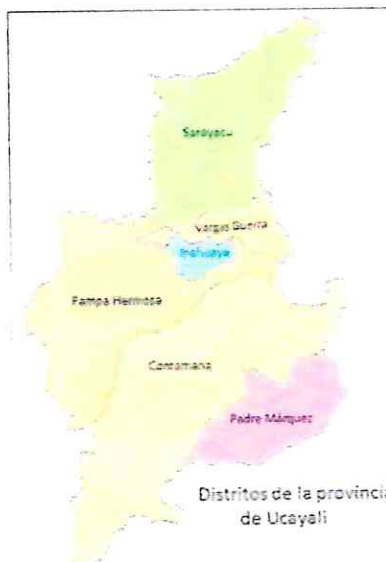 Sarayacu
Vargas Guerra
Inahuaya
Pampa Hermosa
Contamana
Padre Márquez
Distritos de la provincia
de Ucayali